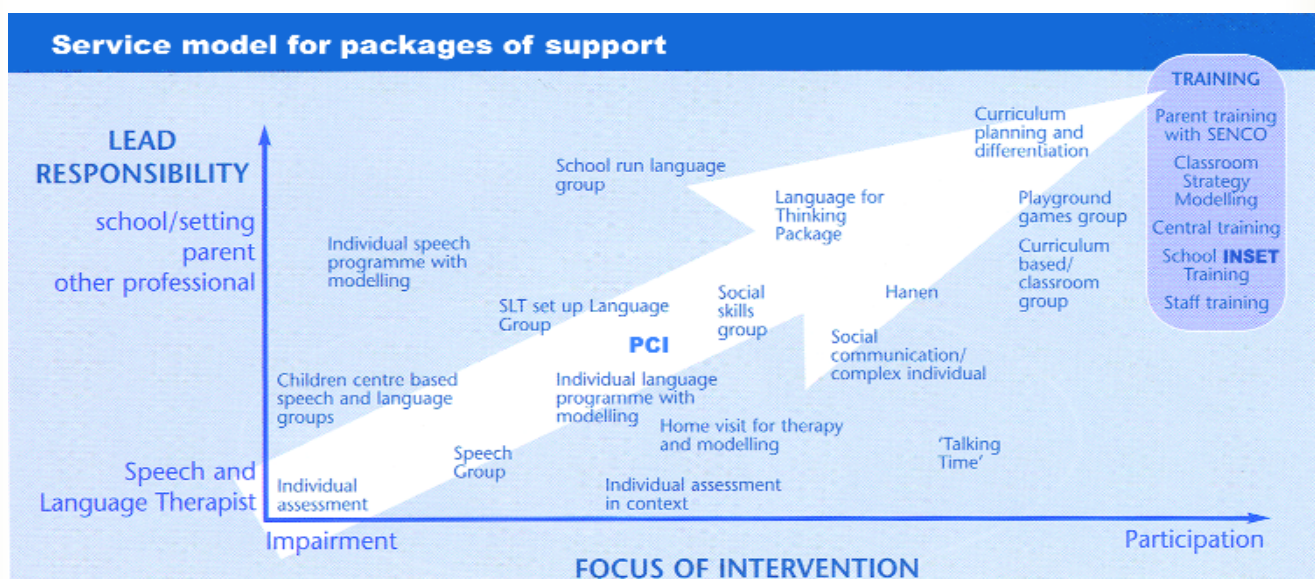 Service model for packages of support
TRAINING
Parent training
with SENCO
Classroom
Strategy
Modelling
Central training
School INSET
Training
Staff training
LEAD
RESPONSIBILITY
school/setting
parent
other professional
Speech and
Language Therapist
Curriculum
planning and
differentiation
School run language
group
Language for
Thinking
Package
Playground
games group
Individual speech
programme with
modelling
Curriculum
based/
classroom
group
SLT set up Language
Group
Social
skills
group
Hanen
PCI
Social
communication/
complex individual
Children centre based
speech and language
groups
Individual language
programme with
modelling
Home visit for therapy
and modelling
'Talking
Time'
Speech
Group
Individual
assessment
Individual assessment
in context
Impairment
Participation
FOCUS OF INTERVENTION